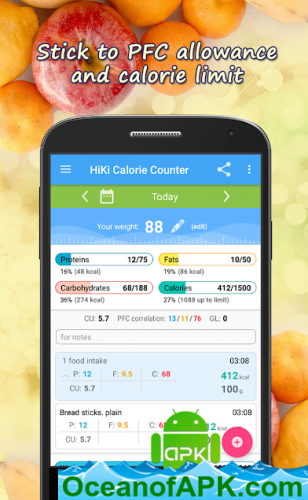 Stick to PFC allowance
and calorie limit
HiKi Calorie Counter
Today
Your weight: 88 (edit)
Proteins 12/75
Fats 10/50
16% (48 kcal)
19% (86 kcal)
Carbohydrates 68/188
Calories 412/1500
36% (274 kcal)
27% (1088 up to limit)
CU: 5.7 PFC correlation: 13/11/76 GL: 0
for notes
1 food intake 03:08
P: 12 F: 9.5 C: 68 412 kcal
CU: 5.7 100 g.
Bread sticks. plain 03:08
P: 12 F: 9.5 412 kcal
CU: 5.7
apk
OceanofAPK.com